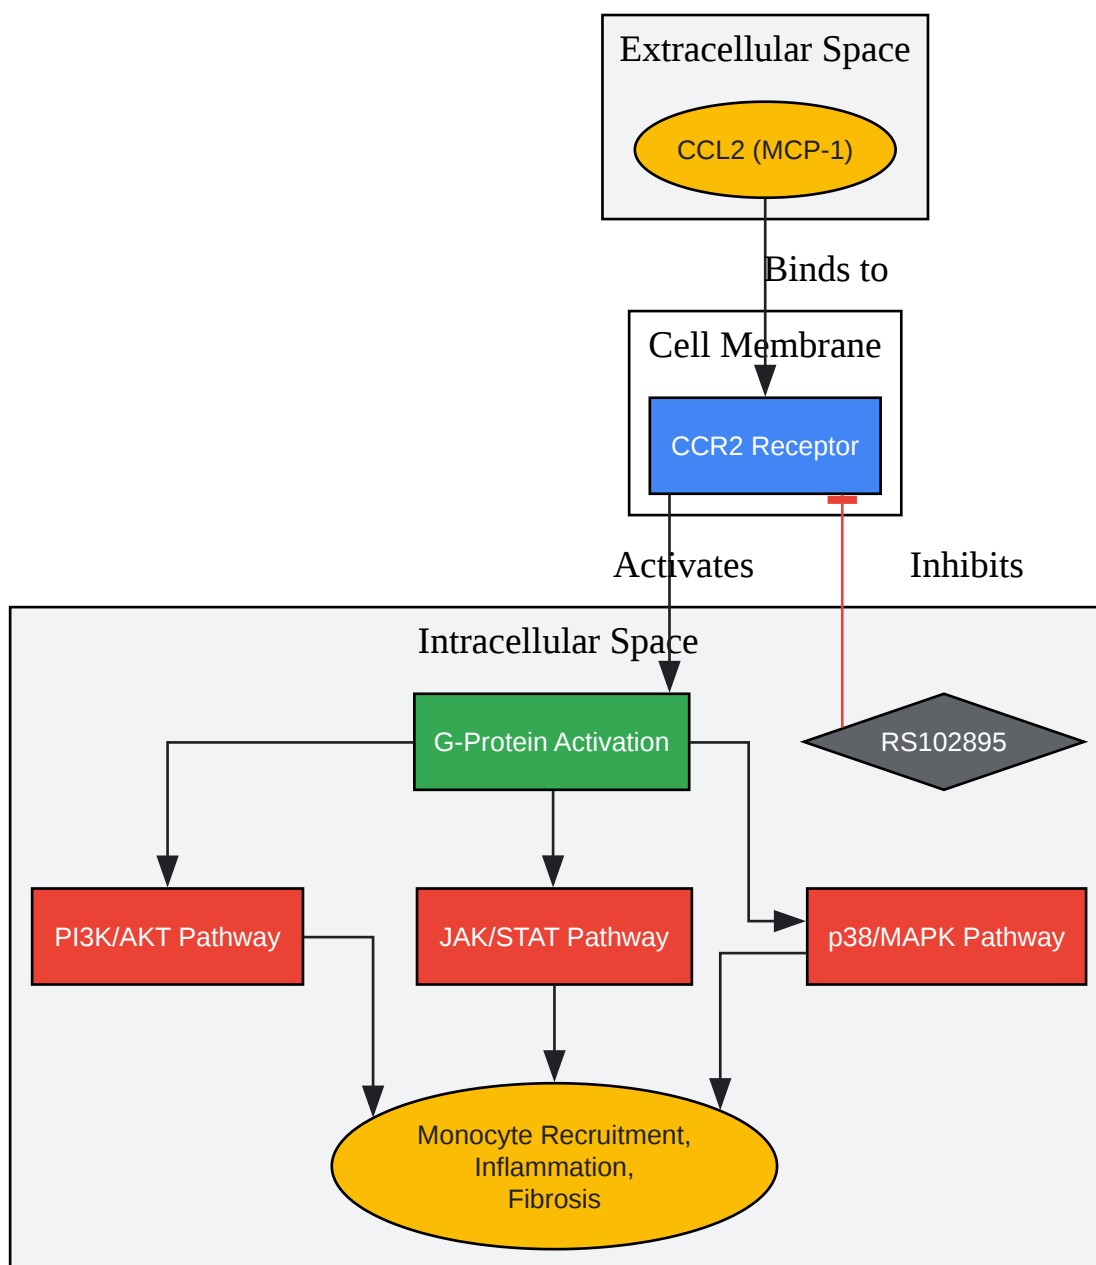 Extracellular Space
CCL2 (MCP-1)
Binds to
Cell Membrane
CCR2 Receptor
Activates
Inhibits
Intracellular Space
G-Protein Activation
RS102895
PI3K/AKT Pathway
JAK/STAT Pathway
p38/MAPK Pathway
Monocyte Recruitment,
Inflammation,
Fibrosis